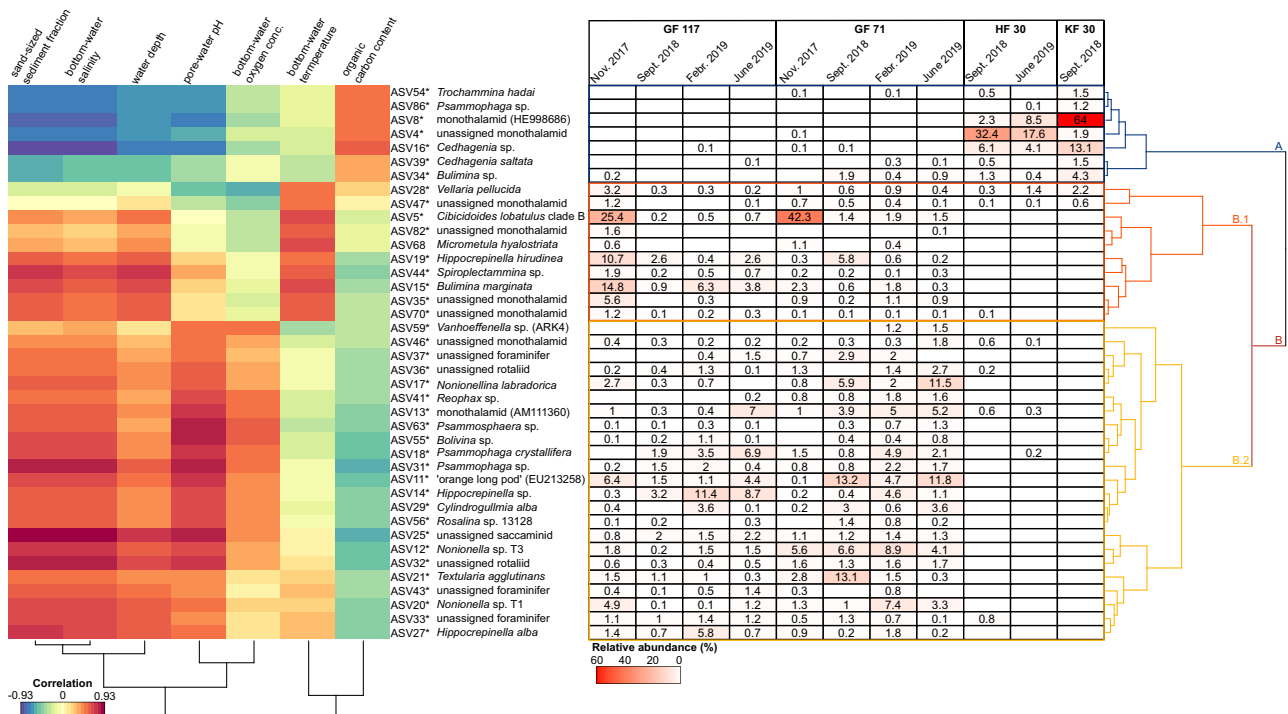 sand-sized sediment fraction
bottom-water salinity
water depth
pore-water pH
bottom-water oxygen conc.
bottom-water temperature
organic carbon content
GF 117 GF 71 HF 30 KF 30
Nov. 2017 Sept. 2018 Febr. 2019 June 2019 Nov. 2017 Sept. 2018 Febr. 2019 June 2019 Sept. 2018 June 2019 Sept. 2018
ASV54* Trochammina hadai 0.1 0.1 0.5 1.5
ASV86* Psammophaga sp. 0.1 1.2
ASV8* monothalamid (HE998686) 2.3 8.5 64
ASV4* unassigned monothalamid 0.1 32.4 17.6 1.9
ASV16* Cedhagenia sp. 0.1 0.1 0.1 6.1 4.1 13.1
ASV39* Cedhagenia saltata 0.1 0.3 0.1 0.5 1.5
ASV34* Bulimina sp. 0.2 1.9 0.4 0.9 1.3 0.4 4.3
ASV28* Vellaria pellucida 3.2 0.3 0.3 0.2 1 0.6 0.9 0.4 0.3 1.4 2.2
ASV47* unassigned monothalamid 1.2 0.1 0.7 0.5 0.4 0.1 0.1 0.1 0.6
ASV5* Cibicidoides lobatulus clade B 25.4 0.2 0.5 0.7 42.3 1.4 1.9 1.5
ASV82* unassigned monothalamid 1.6 0.1
ASV68 Micrometula hyalostriata 0.6 1.1 0.4
ASV19* Hippocrepinella hirudinea 10.7 2.6 0.4 2.6 0.3 5.8 0.6 0.2
ASV44* Spiroplectammina sp. 1.9 0.2 0.5 0.7 0.2 0.2 0.1 0.3
ASV15* Bulimina marginata 14.8 0.9 6.3 3.8 2.3 0.6 1.8 0.3
ASV35* unassigned monothalamid 5.6 0.3 0.9 0.2 1.1 0.9
ASV70* unassigned monothalamid 1.2 0.1 0.2 0.3 0.1 0.1 0.1 0.1 0.1
ASV59* Vanhoeffenella sp. (ARK4) 1.2 1.5
ASV46* unassigned monothalamid 0.4 0.3 0.2 0.2 0.2 0.3 0.3 1.8 0.6 0.1
ASV37* unassigned foraminifer 0.4 1.5 0.7 2.9 2
ASV36* unassigned rotaliid 0.2 0.4 1.3 0.1 1.3 1.4 2.7 0.2
ASV17* Nonionellina labradorica 2.7 0.3 0.7 0.8 5.9 2 11.5
ASV41* Reophax sp. 0.2 0.8 0.8 1.8 1.6
ASV13* monothalamid (AM111360) 1 0.3 0.4 7 1 3.9 5 5.2 0.6 0.3
ASV63* Psammosphaera sp. 0.1 0.1 0.3 0.1 0.3 0.7 1.3
ASV55* Bolivina sp. 0.1 0.2 1.1 0.1 0.4 0.4 0.8
ASV18* Psammophaga crystallifera 1.9 3.5 6.9 1.5 0.8 4.9 2.1 0.2
ASV31* Psammophaga sp. 0.2 1.5 2 0.4 0.8 0.8 2.2 1.7
ASV11* 'orange long pod' (EU213258) 6.4 1.5 1.1 4.4 0.1 13.2 4.7 11.8
ASV14* Hippocrepinella sp. 0.3 3.2 11.4 8.7 0.2 0.4 4.6 1.1
ASV29* Cylindrogullmia alba 0.4 3.6 0.1 0.2 3 0.6 3.6
ASV56* Rosalina sp. 13128 0.1 0.2 0.3 1.4 0.8 0.2
ASV25* unassigned saccaminid 0.8 2 1.5 2.2 1.1 1.2 1.4 1.3
ASV12* Nonionella sp. T3 1.8 0.2 1.5 1.5 5.6 6.6 8.9 4.1
ASV32* unassigned rotaliid 0.6 0.3 0.4 0.5 1.6 1.3 1.6 1.7
ASV21* Textularia agglutinans 1.5 1.1 1 0.3 2.8 13.1 1.5 0.3
ASV43* unassigned foraminifer 0.4 0.1 0.5 1.4 0.3 0.8
ASV20* Nonionella sp. T1 4.9 0.1 0.1 1.2 1.3 1 7.4 3.3
ASV33* unassigned foraminifer 1.1 1 1.4 1.2 0.5 1.3 0.7 0.1 0.8
ASV27* Hippocrepinella alba 1.4 0.7 5.8 0.7 0.9 0.2 1.8 0.2
A
B.1
B
B.2
Correlation
-0.93 0 0.93
Relative abundance (%)
60 40 20 0